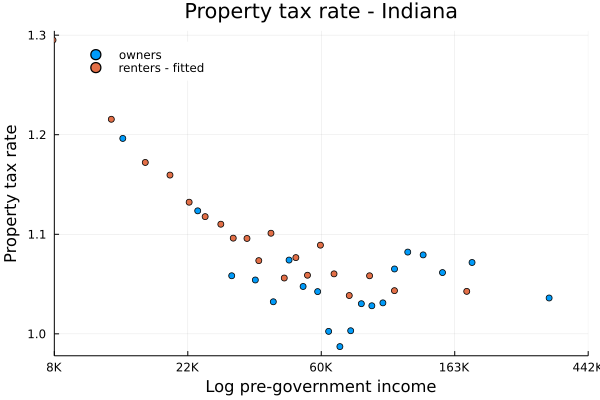 Property tax rate - Indiana
owners
renters - fitted
Property tax rate
1.3
1.2
1.1
1.0
8K 22K 60K 163K 442K
Log pre-government income